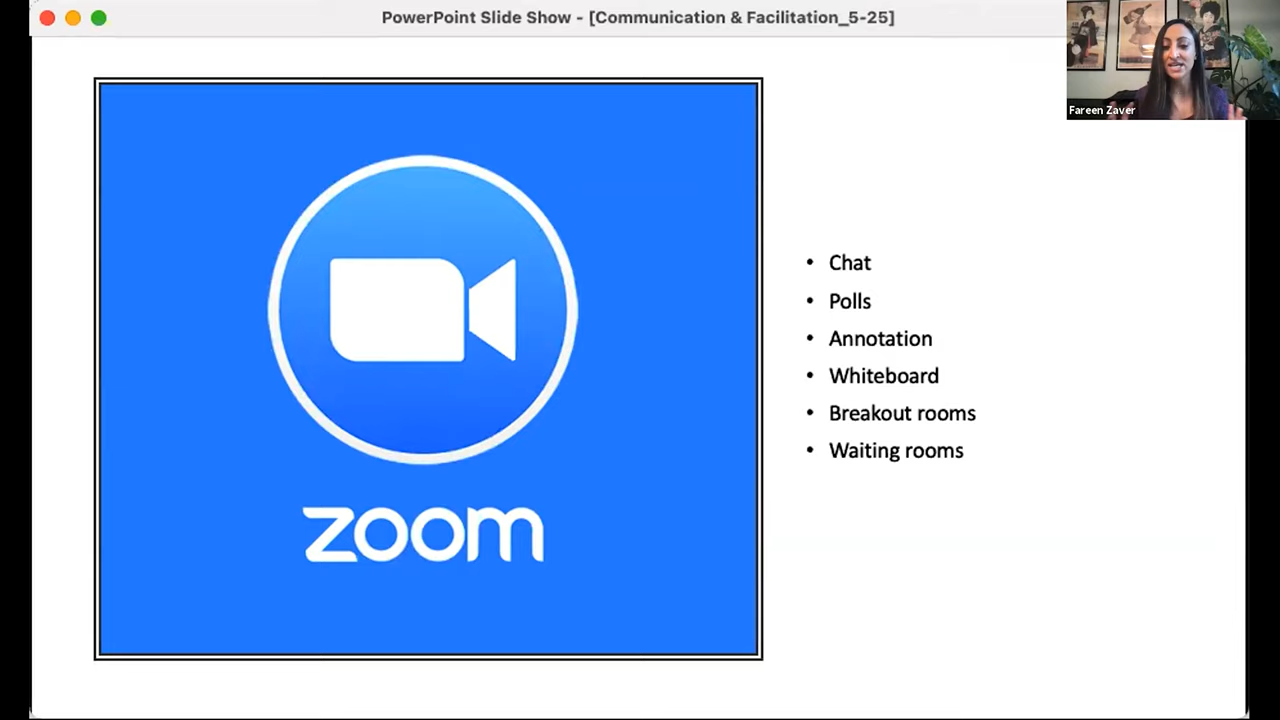 PowerPoint Slide Show - [Communication & Facilitation_5-25]
Fareen Zaver
• Chat
• Polls
• Annotation
• Whiteboard
• Breakout rooms
• Waiting rooms
zoom